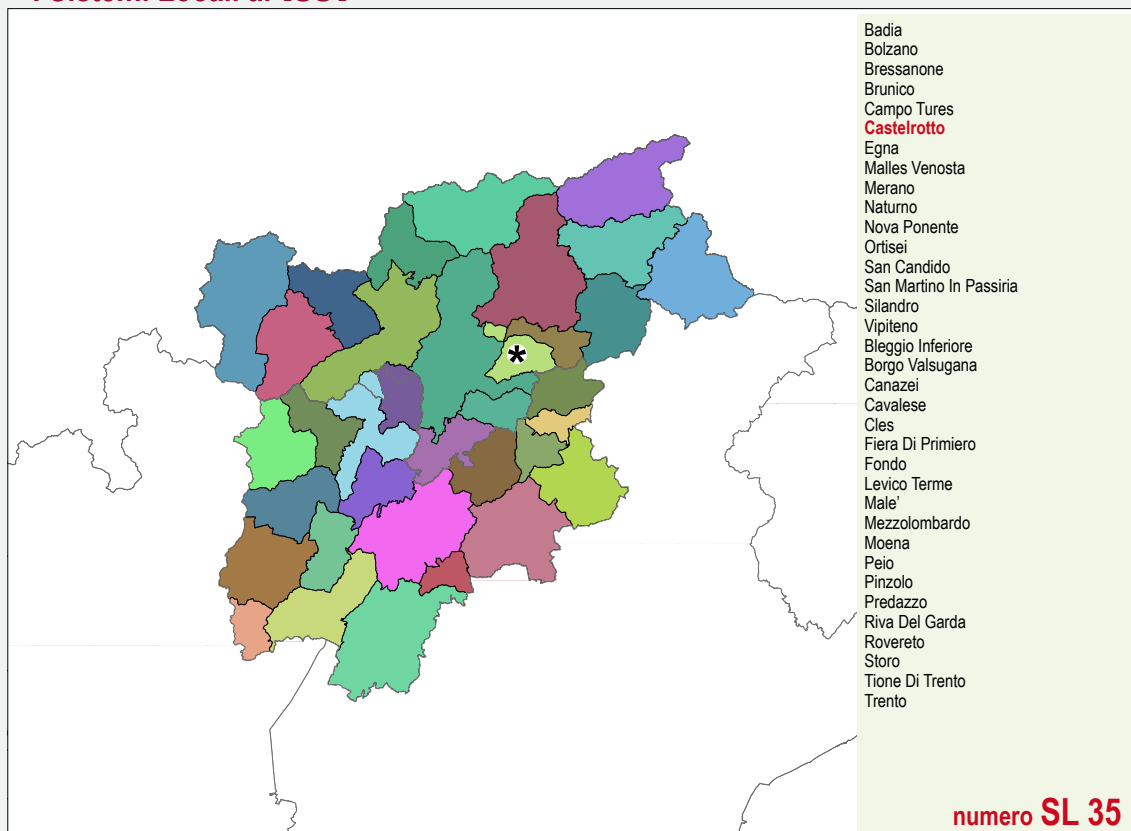 Badia
Bolzano
Bressanone
Brunico
Campo Tures
Castelrotto
Egna
Malles Venosta
Merano
Naturno
Nova Ponente
Ortisei
San Candido
San Martino In Passiria
Silandro
Vipiteno
Bleggio Inferiore
Borgo Valsugana
Canazei
Cavalese
Cles
Fiera Di Primiero
Fondo
Levico Terme
Male'
Mezzolombardo
Moena
Peio
Pinzolo
Predazzo
Riva Del Garda
Rovereto
Storo
Tione Di Trento
Trento
numero SL 35